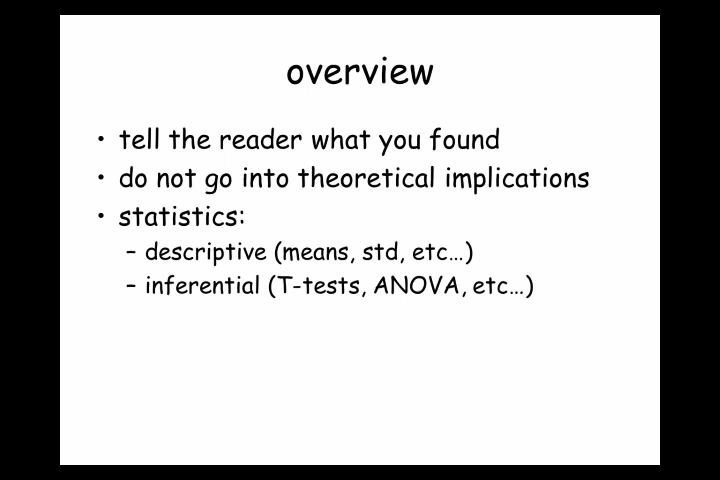 overview
• tell the reader what you found
• do not go into theoretical implications
• statistics:
– descriptive (means, std, etc…)
– inferential (T-tests, ANOVA, etc…)